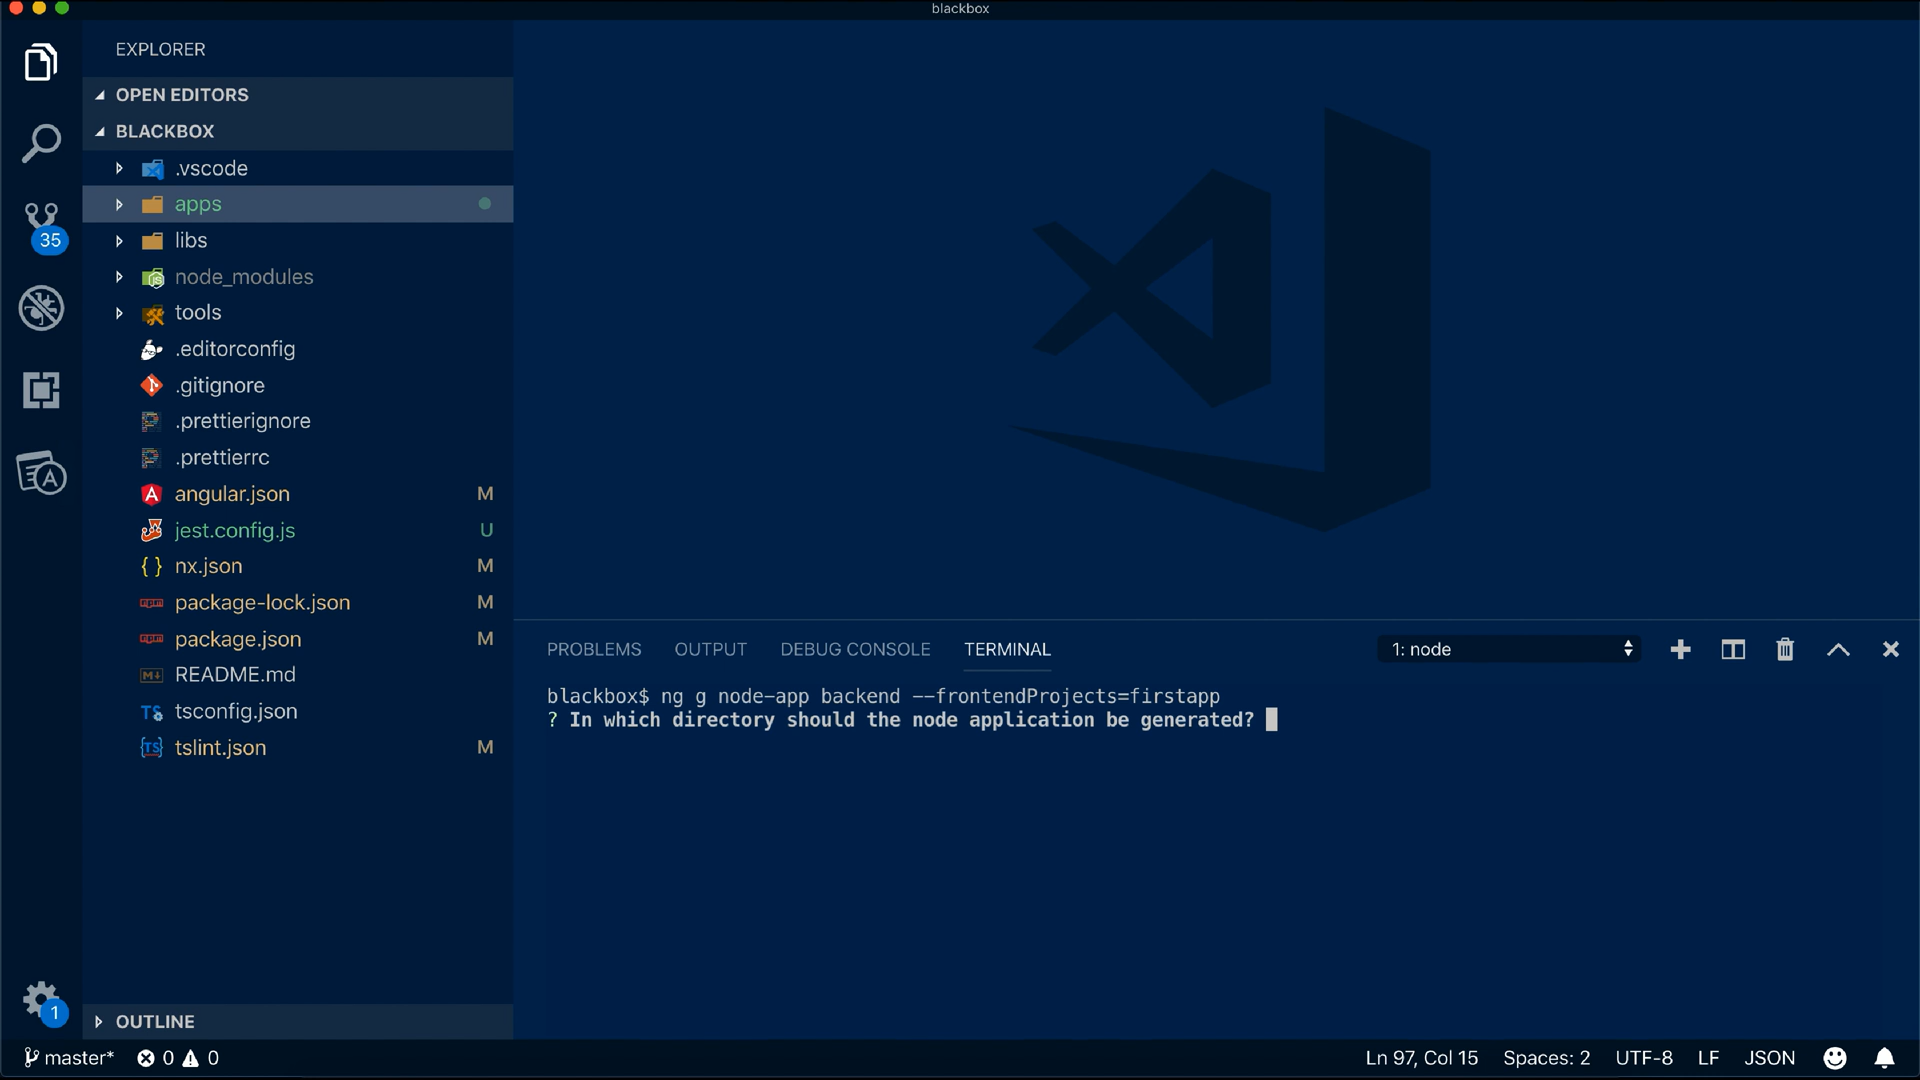 blackbox
EXPLORER
OPEN EDITORS
BLACKBOX
.vscode
apps
libs
node_modules
tools
.editorconfig
.gitignore
.prettierignore
.prettierrc
angular.json M
jest.config.js U
nx.json M
package-lock.json M
package.json M
README.md
tsconfig.json
tslint.json M
35
1
OUTLINE
PROBLEMS OUTPUT DEBUG CONSOLE TERMINAL 1: node
blackbox$ ng g node-app backend --frontendProjects=firstapp
? In which directory should the node application be generated?
master* 0 0 Ln 97, Col 15 Spaces: 2 UTF-8 LF JSON